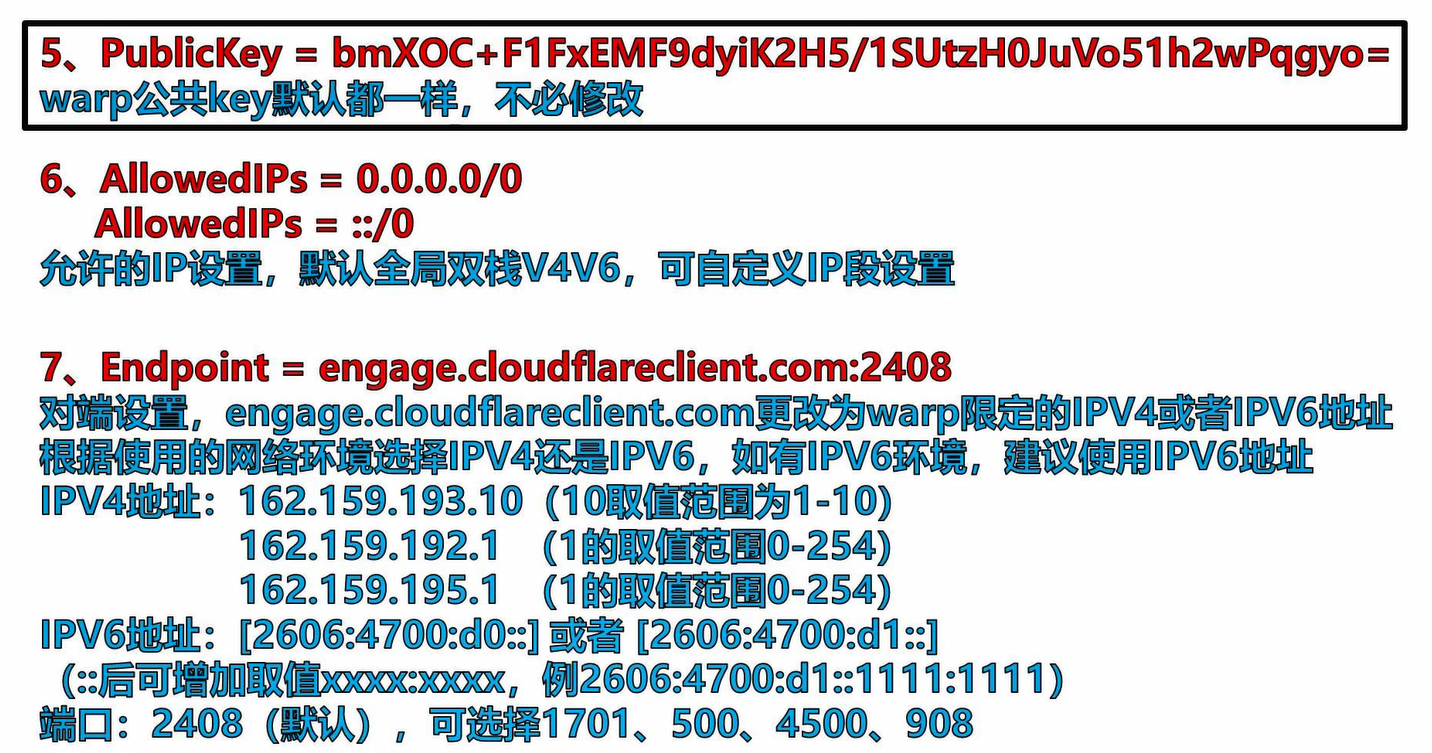 5、PublicKey = bmXOC+F1FxEMF9dyiK2H5/1SUtzH0JuVo51h2wPqgyo=
warp公共key默认都一样，不必修改
6、AllowedIPs = 0.0.0.0/0
AllowedIPs = ::/0
允许的IP设置，默认全局双栈V4V6，可自定义IP段设置
7、Endpoint = engage.cloudflareclient.com:2408
对端设置，engage.cloudflareclient.com更改为warp限定的IPV4或者IPV6地址
根据使用的网络环境选择IPV4还是IPV6，如有IPV6环境，建议使用IPV6地址
IPV4地址：162.159.193.10（10取值范围为1-10）
162.159.192.1 （1的取值范围0-254）
162.159.195.1 （1的取值范围0-254）
IPV6地址：[2606:4700:d0::] 或者 [2606:4700:d1::]
（::后可增加取值xxxx:xxxx，例2606:4700:d1::1111:1111）
端口：2408（默认），可选择1701、500、4500、908